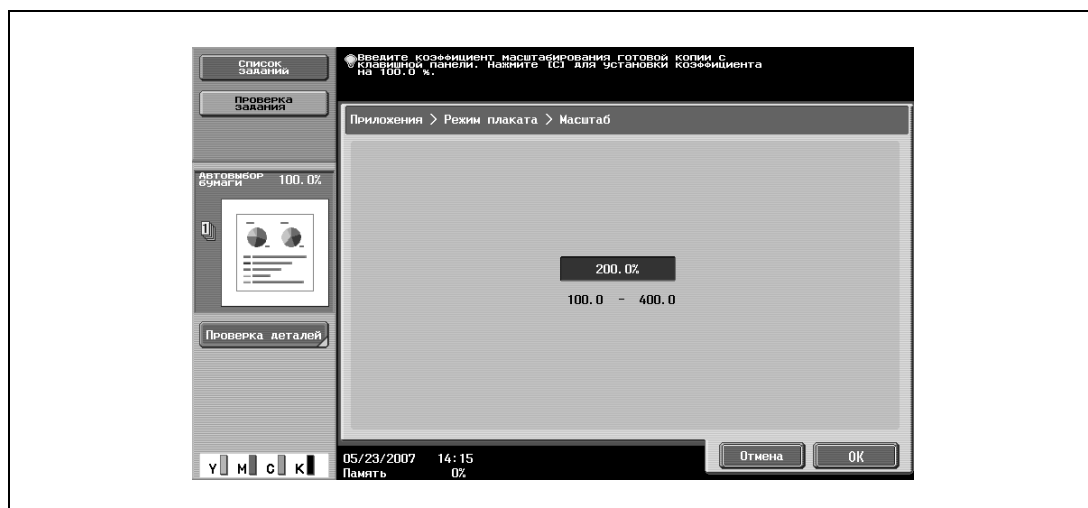 Список
заданий
Проверка
задания
Введите коэффициент масштабирования готовой копии с
клавишной панели. Нажмите [C] для установки коэффициента
на 100.0 %.
Приложения > Режим плаката > Масштаб
Автовыбор
бумаги 100.0%
1
200.0%
100.0 - 400.0
Проверка деталей
Y M C K
05/23/2007 14:15
Память 0%
Отмена OK